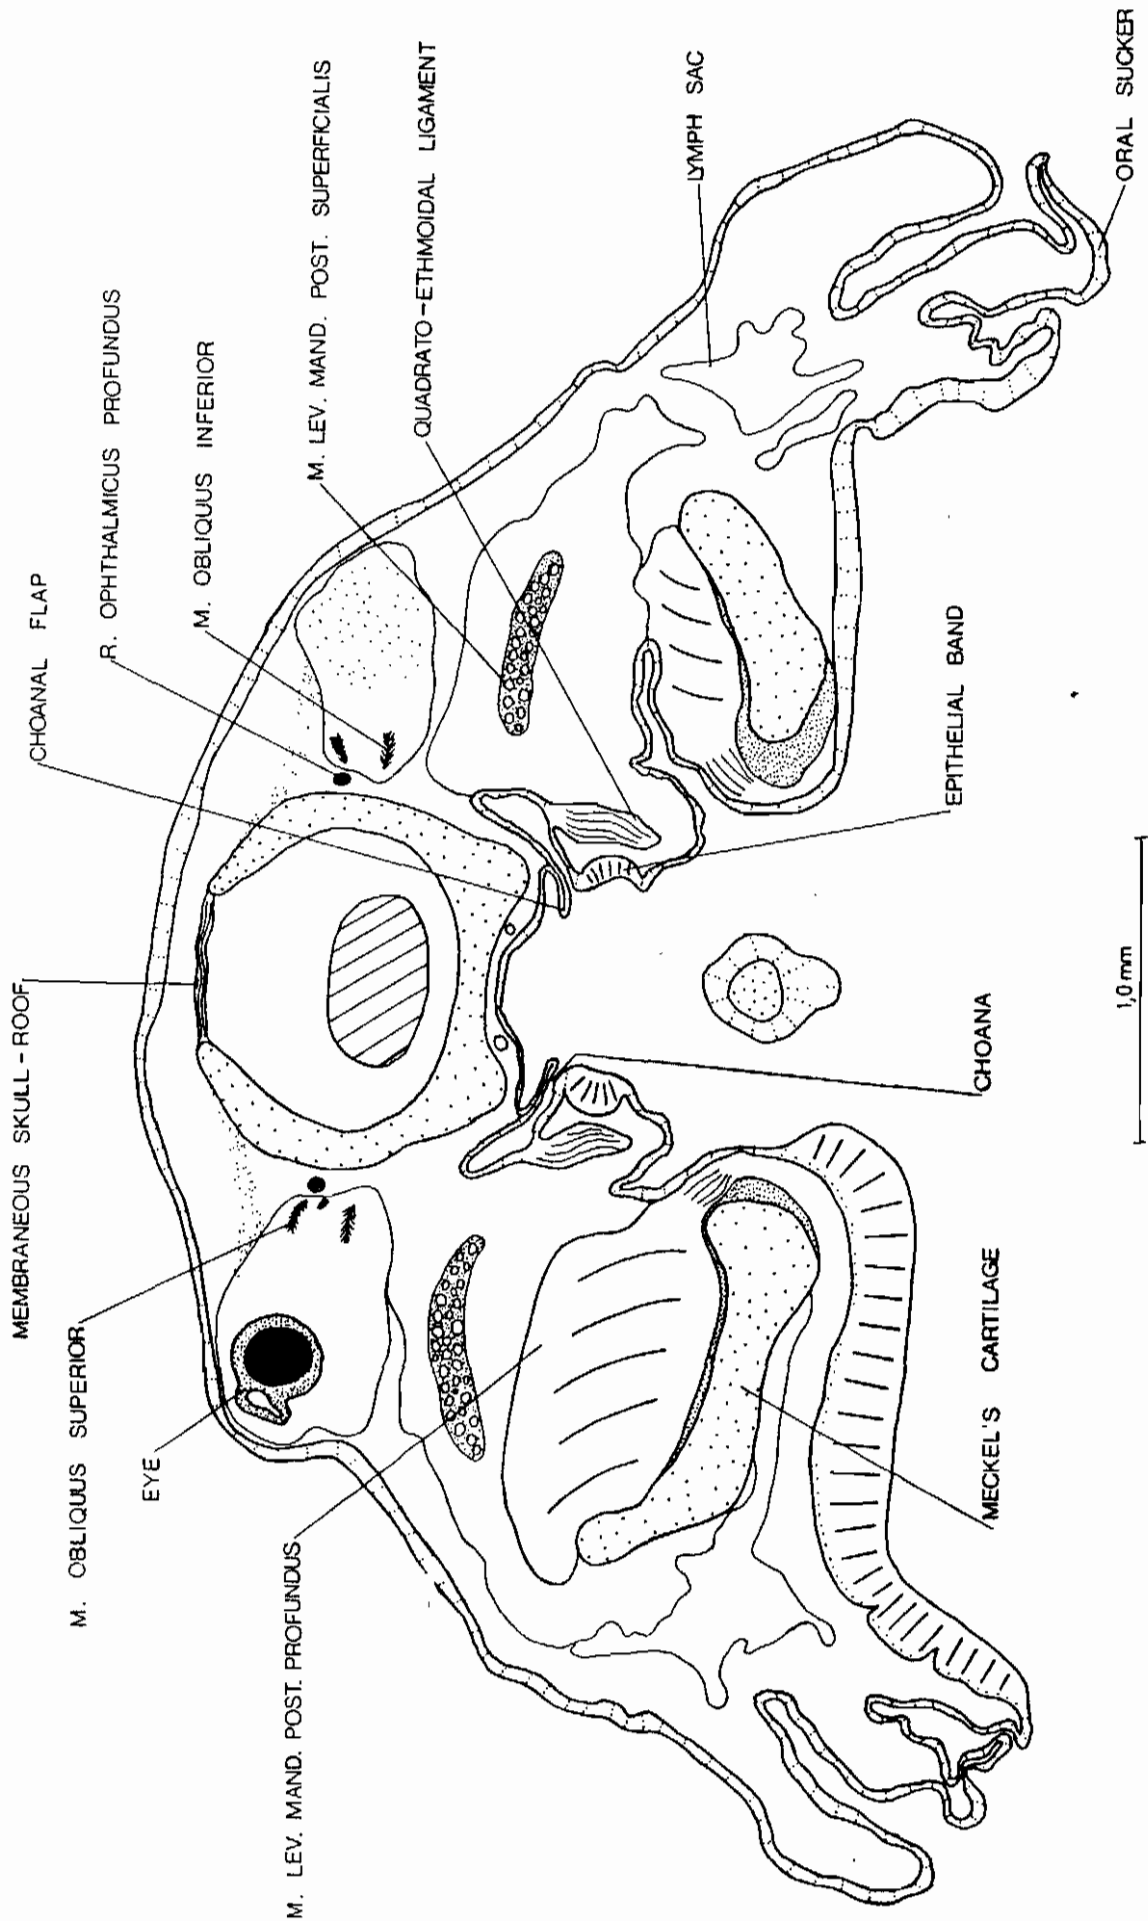 MEMBRANEOUS SKULL-ROOF
CHOANAL FLAP
R. OPHTHALMICUS PROFUNDUS
M. OBLIQUUS INFERIOR
M. LEV. MAND. POST. SUPERFICIALIS
QUADRATO-ETHMOIDAL LIGAMENT
LYMPH SAC
ORAL SUCKER
M. OBLIQUUS SUPERIOR
EYE
M. LEV. MAND. POST. PROFUNDUS
MECKEL'S CARTILAGE
CHOANA
EPITHELIAL BAND
1,0 mm